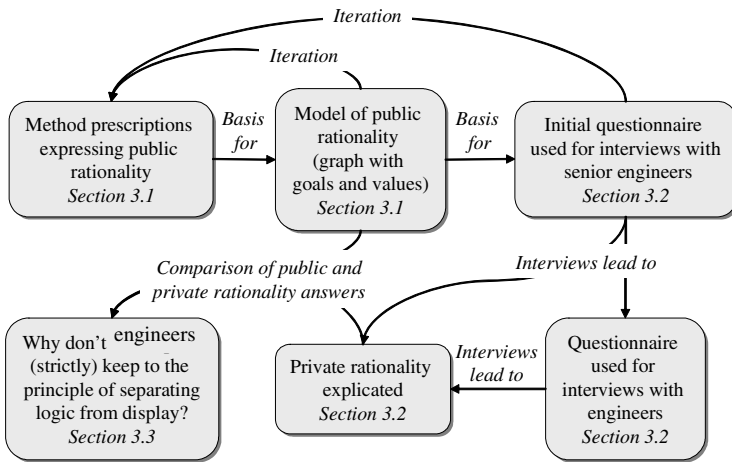 Iteration
Iteration
Method prescriptions
expressing public
rationality
Section 3.1
Basis
for
Model of public
rationality
(graph with
goals and values)
Section 3.1
Basis
for
Initial questionnaire
used for interviews with
senior engineers
Section 3.2
Comparison of public and
private rationality answers
Interviews lead to
Why don't engineers
(strictly) keep to the
principle of separating
logic from display?
Section 3.3
Private rationality
explicated
Section 3.2
Interviews
lead to
Questionnaire
used for
interviews with
engineers
Section 3.2